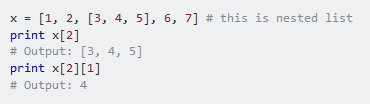 x = [1, 2, [3, 4, 5], 6, 7] # this is nested list
print x[2]
# Output: [3, 4, 5]
print x[2][1]
# Output: 4